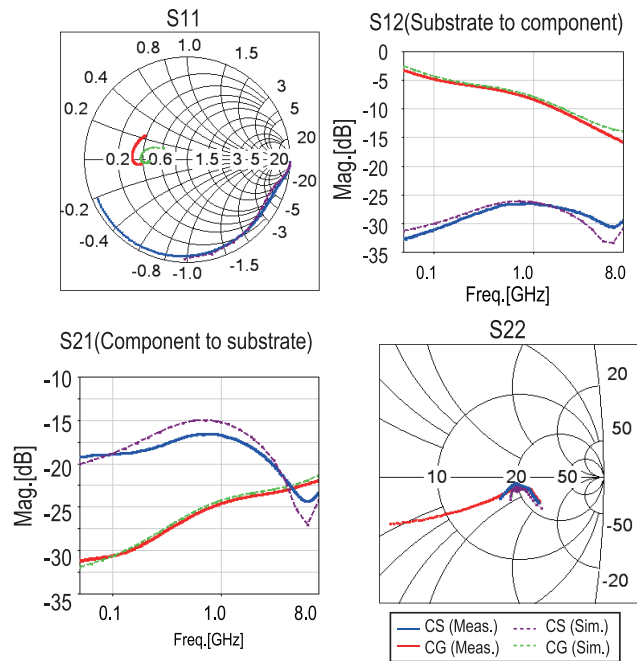 S11
0.4
0.8
1.0
1.5
3
5
20
0.2
0.2 0.6 1.5 3 5 20
-0.2
-0.4
-0.8
-1.0
-1.5
-3
-5
-20
S12(Substrate to component)
Mag.[dB]
0
-5
-10
-15
-20
-25
-30
-35
0.1 1.0 8.0
Freq.[GHz]
S21(Component to substrate)
Mag.[dB]
-10
-15
-20
-25
-30
-35
0.1 1.0 8.0
Freq.[GHz]
S22
20
50
10 20 50
-50
-20
CS (Meas.) CS (Sim.)
CG (Meas.) CG (Sim.)